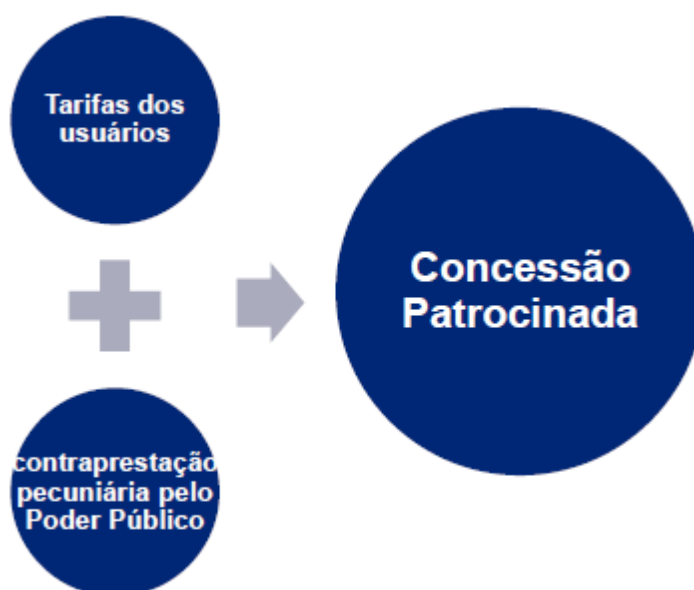 Tarifas dos
usuários
contraprestação
pecuniária pelo
Poder Público
Concessão
Patrocinada